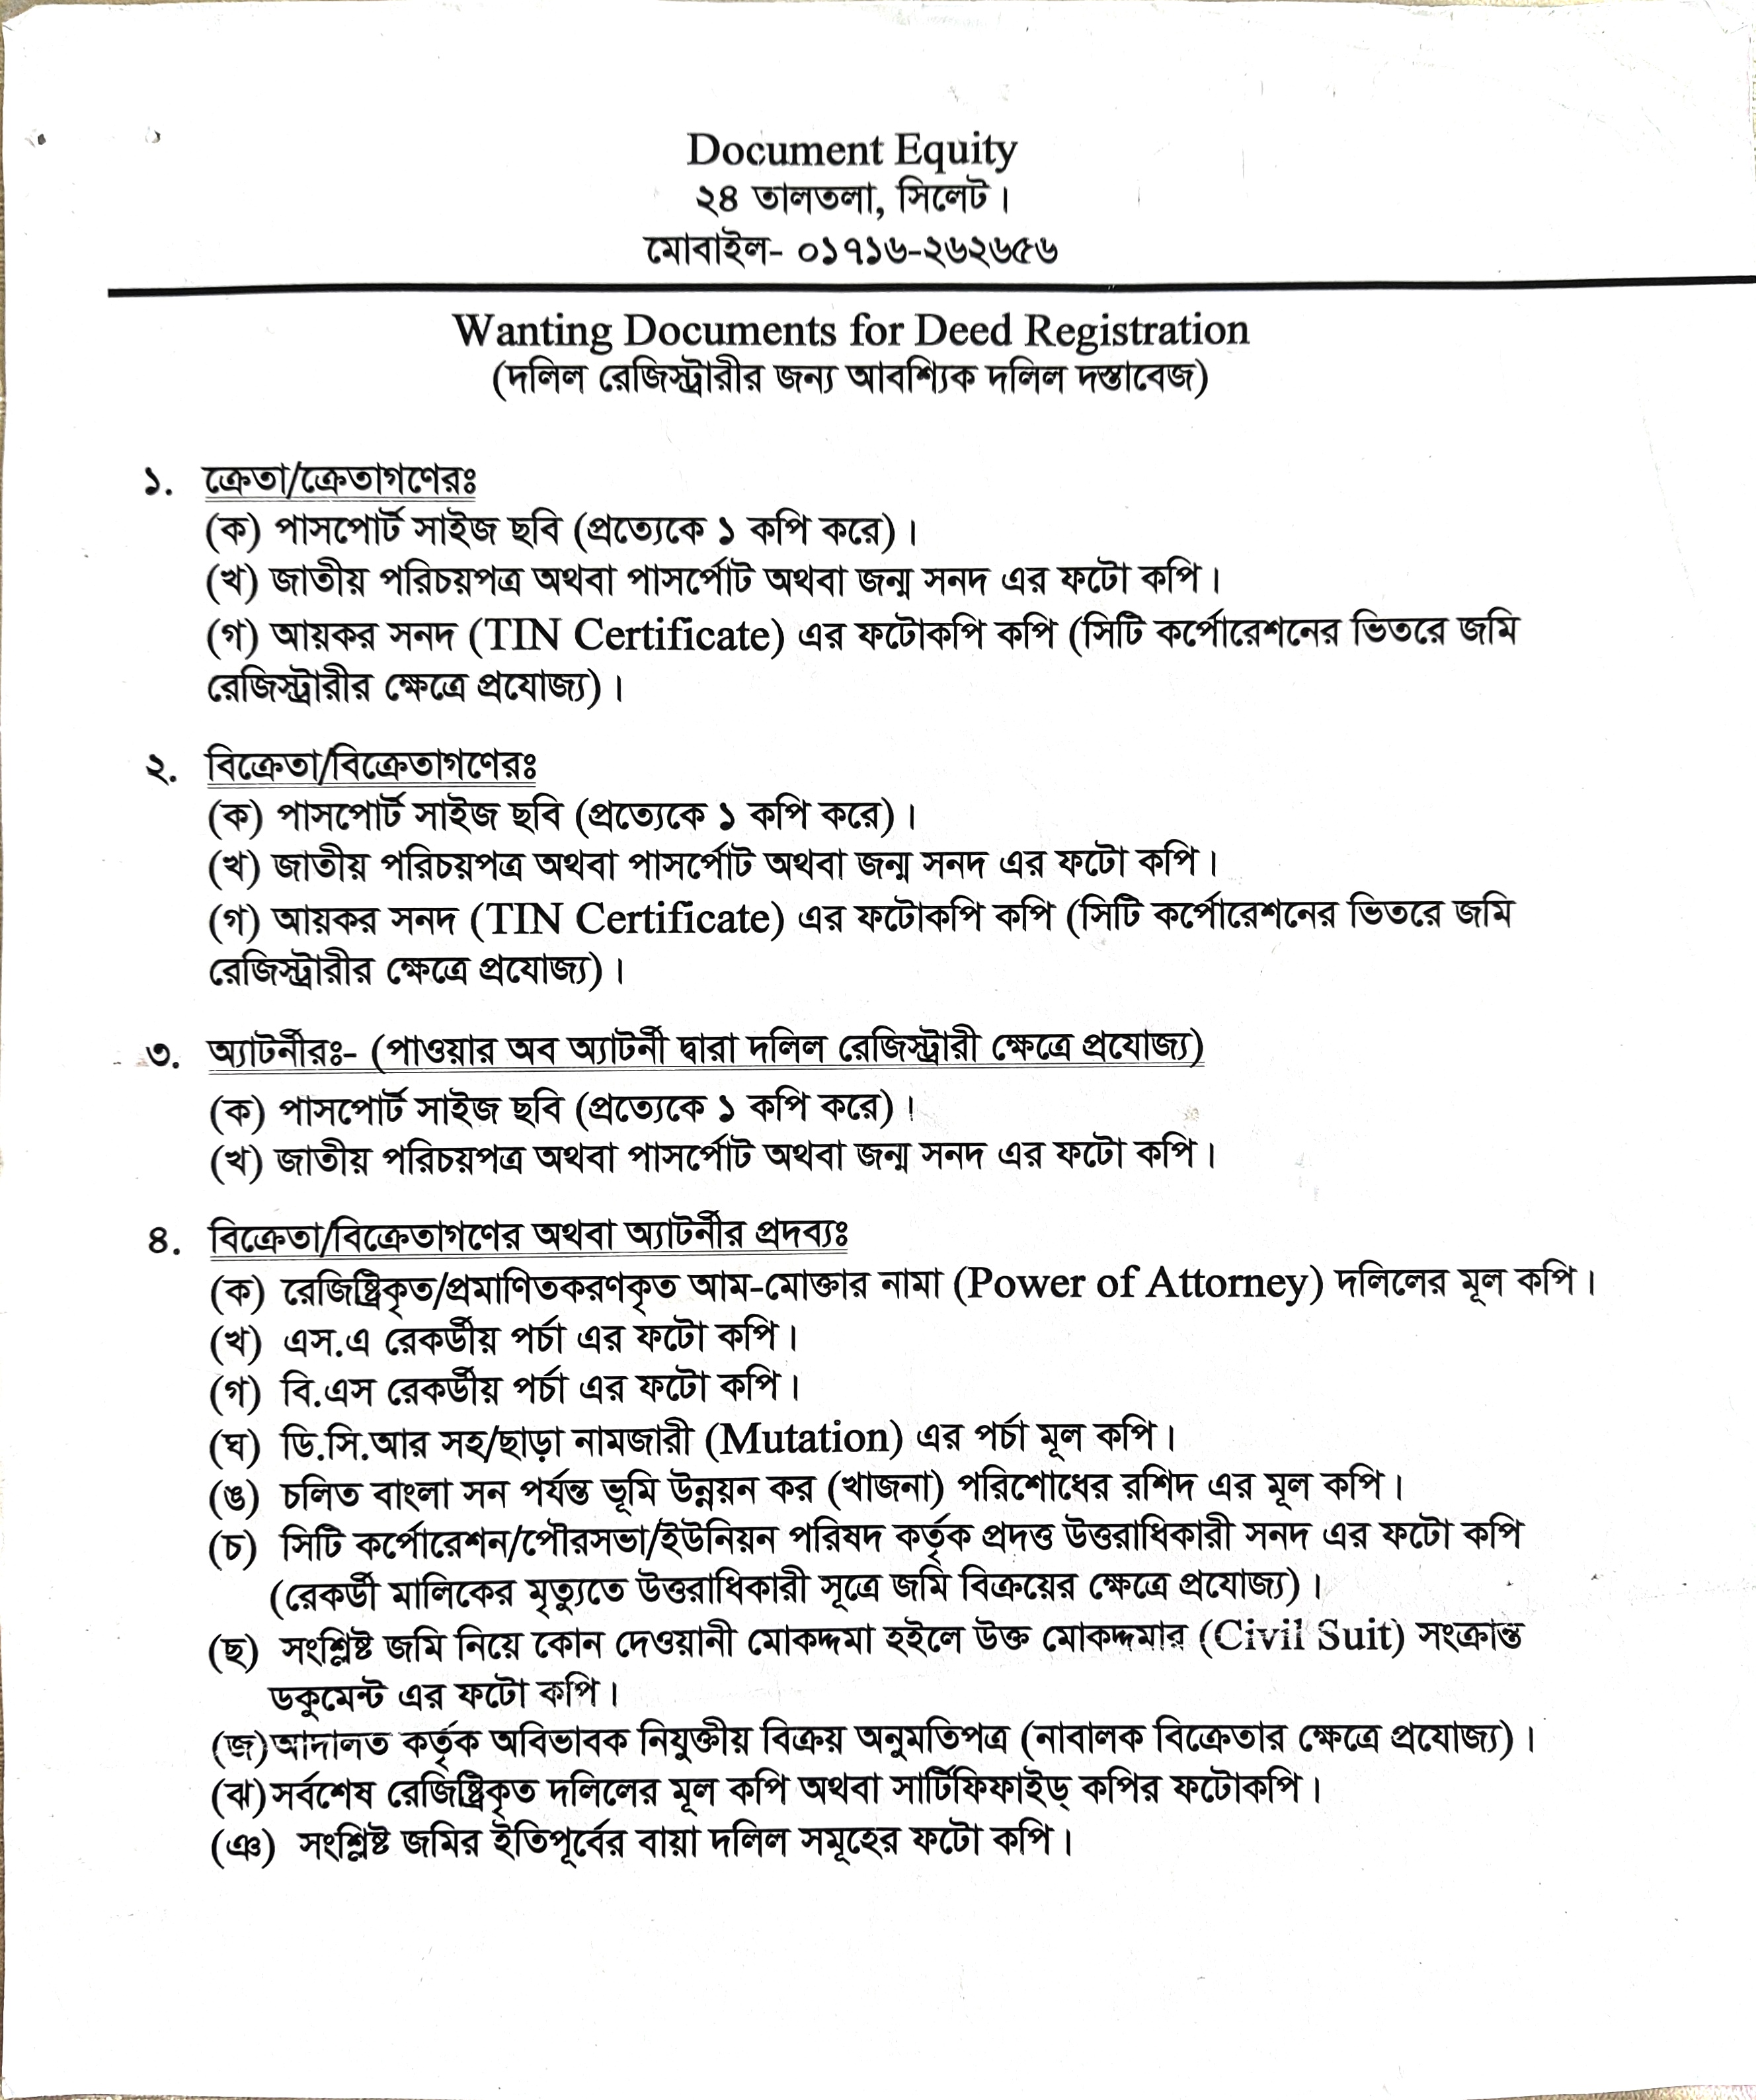 Document Equity
২৪ তালতলা, সিলেট।
মোবাইল- ০১৭১৬-২৬২৬৫৬
Wanting Documents for Deed Registration
(দলিল রেজিস্ট্রারীর জন্য আবশ্যিক দলিল দস্তাবেজ)
১. ক্রেতা/ক্রেতাগণেরঃ
(ক) পাসপোর্ট সাইজ ছবি (প্রত্যেকে ১ কপি করে)।
(খ) জাতীয় পরিচয়পত্র অথবা পাসর্পোট অথবা জন্ম সনদ এর ফটো কপি।
(গ) আয়কর সনদ (TIN Certificate) এর ফটোকপি কপি (সিটি কর্পোরেশনের ভিতরে জমি
রেজিস্ট্রারীর ক্ষেত্রে প্রযোজ্য)।
২. বিক্রেতা/বিক্রেতাগণেরঃ
(ক) পাসপোর্ট সাইজ ছবি (প্রত্যেকে ১ কপি করে)।
(খ) জাতীয় পরিচয়পত্র অথবা পাসর্পোট অথবা জন্ম সনদ এর ফটো কপি।
(গ) আয়কর সনদ (TIN Certificate) এর ফটোকপি কপি (সিটি কর্পোরেশনের ভিতরে জমি
রেজিস্ট্রারীর ক্ষেত্রে প্রযোজ্য)।
৩. অ্যাটর্নীরঃ- (পাওয়ার অব অ্যাটর্নী দ্বারা দলিল রেজিস্ট্রারী ক্ষেত্রে প্রযোজ্য)
(ক) পাসপোর্ট সাইজ ছবি (প্রত্যেকে ১ কপি করে)।
(খ) জাতীয় পরিচয়পত্র অথবা পাসর্পোট অথবা জন্ম সনদ এর ফটো কপি।
৪. বিক্রেতা/বিক্রেতাগণের অথবা অ্যাটর্নীর প্রদব্যঃ
(ক) রেজিষ্ট্রিকৃত/প্রমাণিতকরণকৃত আম-মোক্তার নামা (Power of Attorney) দলিলের মূল কপি।
(খ) এস.এ রেকর্ডীয় পর্চা এর ফটো কপি।
(গ) বি.এস রেকর্ডীয় পর্চা এর ফটো কপি।
(ঘ) ডি.সি.আর সহ/ছাড়া নামজারী (Mutation) এর পর্চা মূল কপি।
(ঙ) চলিত বাংলা সন পর্যন্ত ভূমি উন্নয়ন কর (খাজনা) পরিশোধের রশিদ এর মূল কপি।
(চ) সিটি কর্পোরেশন/পৌরসভা/ইউনিয়ন পরিষদ কর্তৃক প্রদত্ত উত্তরাধিকারী সনদ এর ফটো কপি
(রেকর্ডী মালিকের মৃত্যুতে উত্তরাধিকারী সূত্রে জমি বিক্রয়ের ক্ষেত্রে প্রযোজ্য)।
(ছ) সংশ্লিষ্ট জমি নিয়ে কোন দেওয়ানী মোকদ্দমা হইলে উক্ত মোকদ্দমার (Civil Suit) সংক্রান্ত
ডকুমেন্ট এর ফটো কপি।
(জ)আদালত কর্তৃক অবিভাবক নিযুক্তীয় বিক্রয় অনুমতিপত্র (নাবালক বিক্রেতার ক্ষেত্রে প্রযোজ্য)।
(ঝ)সর্বশেষ রেজিষ্ট্রিকৃত দলিলের মূল কপি অথবা সার্টিফিফাইড্ কপির ফটোকপি।
(ঞ) সংশ্লিষ্ট জমির ইতিপূর্বের বায়া দলিল সমূহের ফটো কপি।